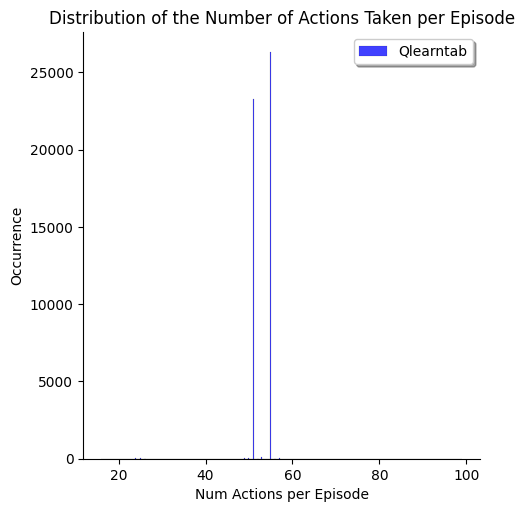 Distribution of the Number of Actions Taken per Episode
Qlearntab
25000
20000
15000
10000
5000
0
Occurrence
20 40 60 80 100
Num Actions per Episode